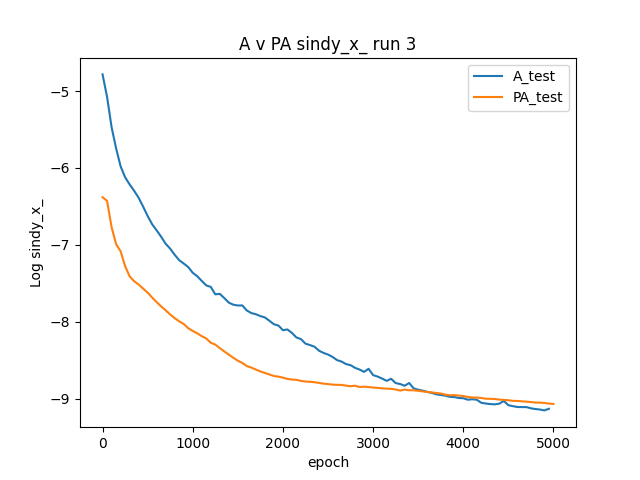 A v PA sindy_x_ run 3
A_test
PA_test
Log sindy_x_
−5
−6
−7
−8
−9
0
1000
2000
3000
4000
5000
epoch